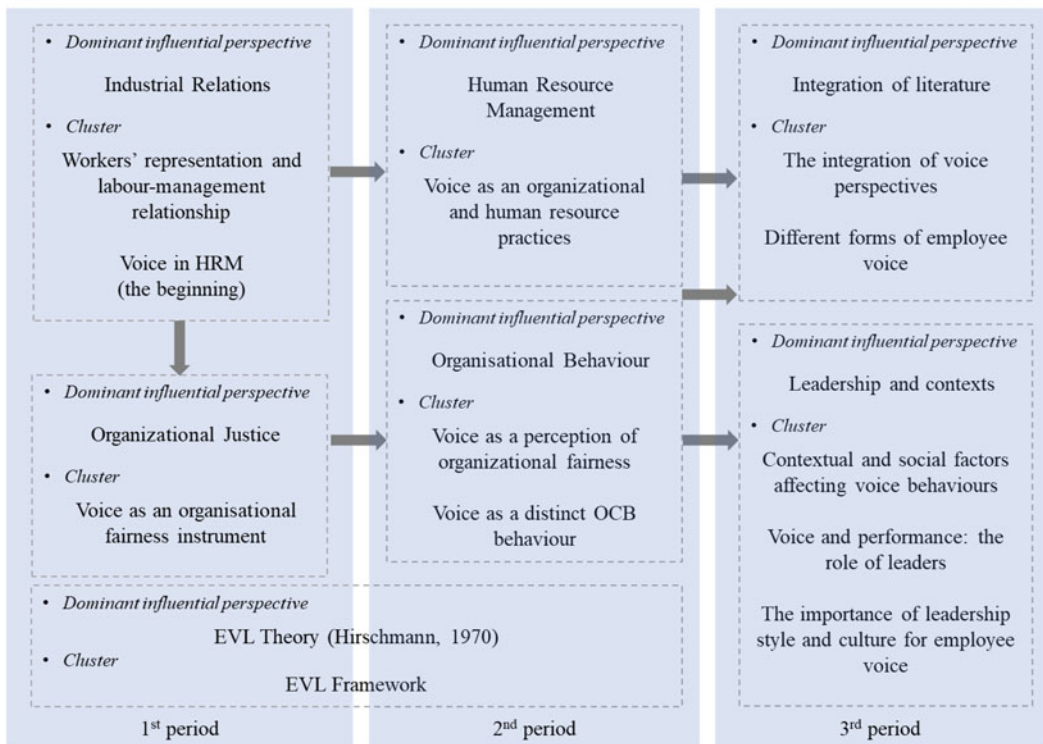 • Dominant influential perspective
Industrial Relations
• Cluster
Workers' representation and
labour-management
relationship
Voice in HRM
(the beginning)
• Dominant influential perspective
Organizational Justice
• Cluster
Voice as an organisational
fairness instrument
• Dominant influential perspective
Human Resource
Management
• Cluster
Voice as an organizational
and human resource
practices
• Dominant influential perspective
Organisational Behaviour
• Cluster
Voice as a perception of
organizational fairness
Voice as a distinct OCB
behaviour
• Dominant influential perspective
EVL Theory (Hirschmann, 1970)
• Cluster
EVL Framework
• Dominant influential perspective
Integration of literature
• Cluster
The integration of voice
perspectives
Different forms of employee
voice
• Dominant influential perspective
Leadership and contexts
• Cluster
Contextual and social factors
affecting voice behaviours
Voice and performance: the
role of leaders
The importance of leadership
style and culture for employee
voice
1st period
2nd period
3rd period